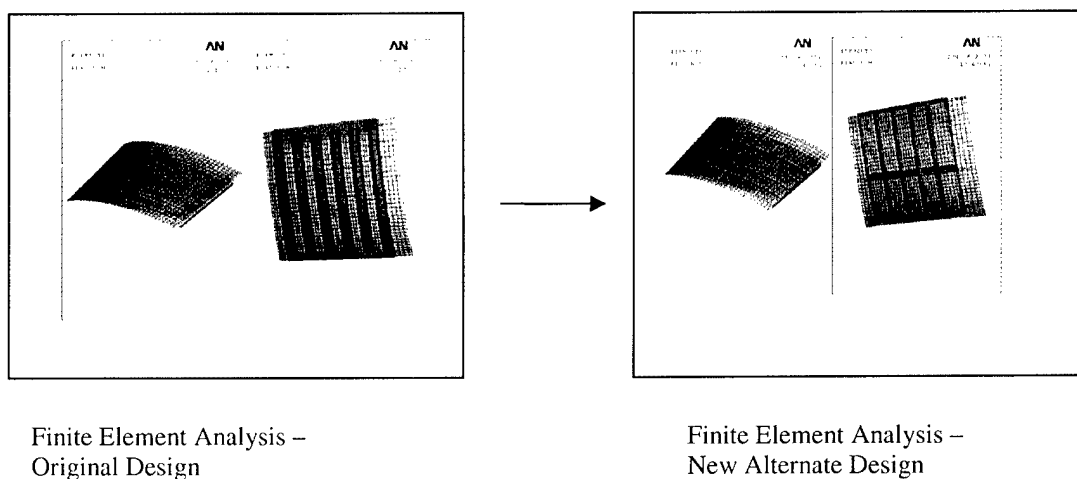 AN
AN
AN
AN
Finite Element Analysis –
Original Design
Finite Element Analysis –
New Alternate Design